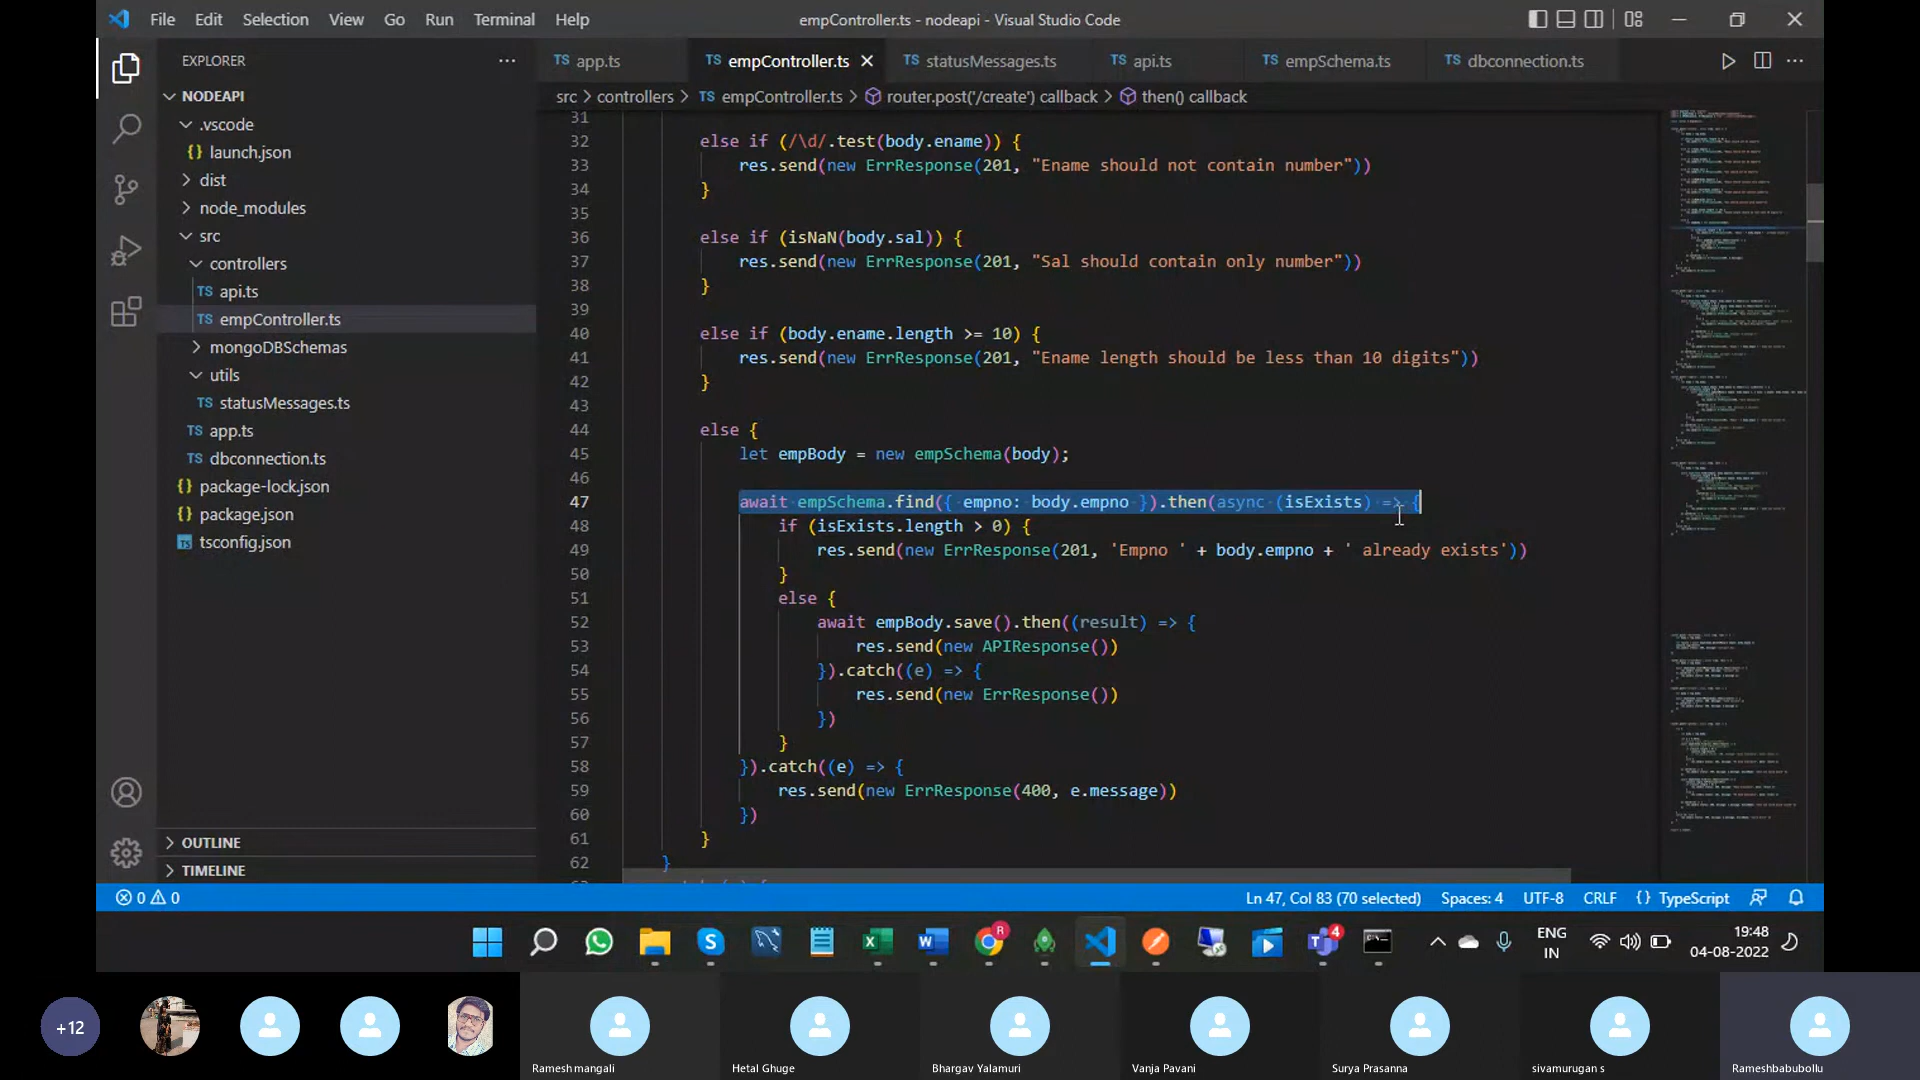 File Edit Selection View Go Run Terminal Help
empController.ts - nodeapi - Visual Studio Code
EXPLORER
NODEAPI
.vscode
{} launch.json
dist
node_modules
src
controllers
TS api.ts
TS empController.ts
mongoDBSchemas
utils
TS statusMessages.ts
TS app.ts
TS dbconnection.ts
{} package-lock.json
{} package.json
TS tsconfig.json
OUTLINE
TIMELINE
TS app.ts TS empController.ts TS statusMessages.ts TS api.ts TS empSchema.ts TS dbconnection.ts
src > controllers > TS empController.ts > router.post('/create') callback > then() callback
31
32 else if (/\d/.test(body.ename)) {
33 res.send(new ErrResponse(201, "Ename should not contain number"))
34 }
35
36 else if (isNaN(body.sal)) {
37 res.send(new ErrResponse(201, "Sal should contain only number"))
38 }
39
40 else if (body.ename.length >= 10) {
41 res.send(new ErrResponse(201, "Ename length should be less than 10 digits"))
42 }
43
44 else {
45 let empBody = new empSchema(body);
46
47 await empSchema.find({ empno: body.empno }).then(async (isExists) => {
48 if (isExists.length > 0) {
49 res.send(new ErrResponse(201, 'Empno ' + body.empno + ' already exists'))
50 }
51 else {
52 await empBody.save().then((result) => {
53 res.send(new APIResponse())
54 }).catch((e) => {
55 res.send(new ErrResponse())
56 })
57 }
58 }).catch((e) => {
59 res.send(new ErrResponse(400, e.message))
60 })
61 }
62 }
0 0
Ln 47, Col 83 (70 selected) Spaces: 4 UTF-8 CRLF {} TypeScript
ENG
IN
19:48
04-08-2022
R
4
+12
Ramesh mangali
Hetal Ghuge
Bhargav Yalamuri
Vanja Pavani
Surya Prasanna
sivamurugan s
Rameshbabubollu